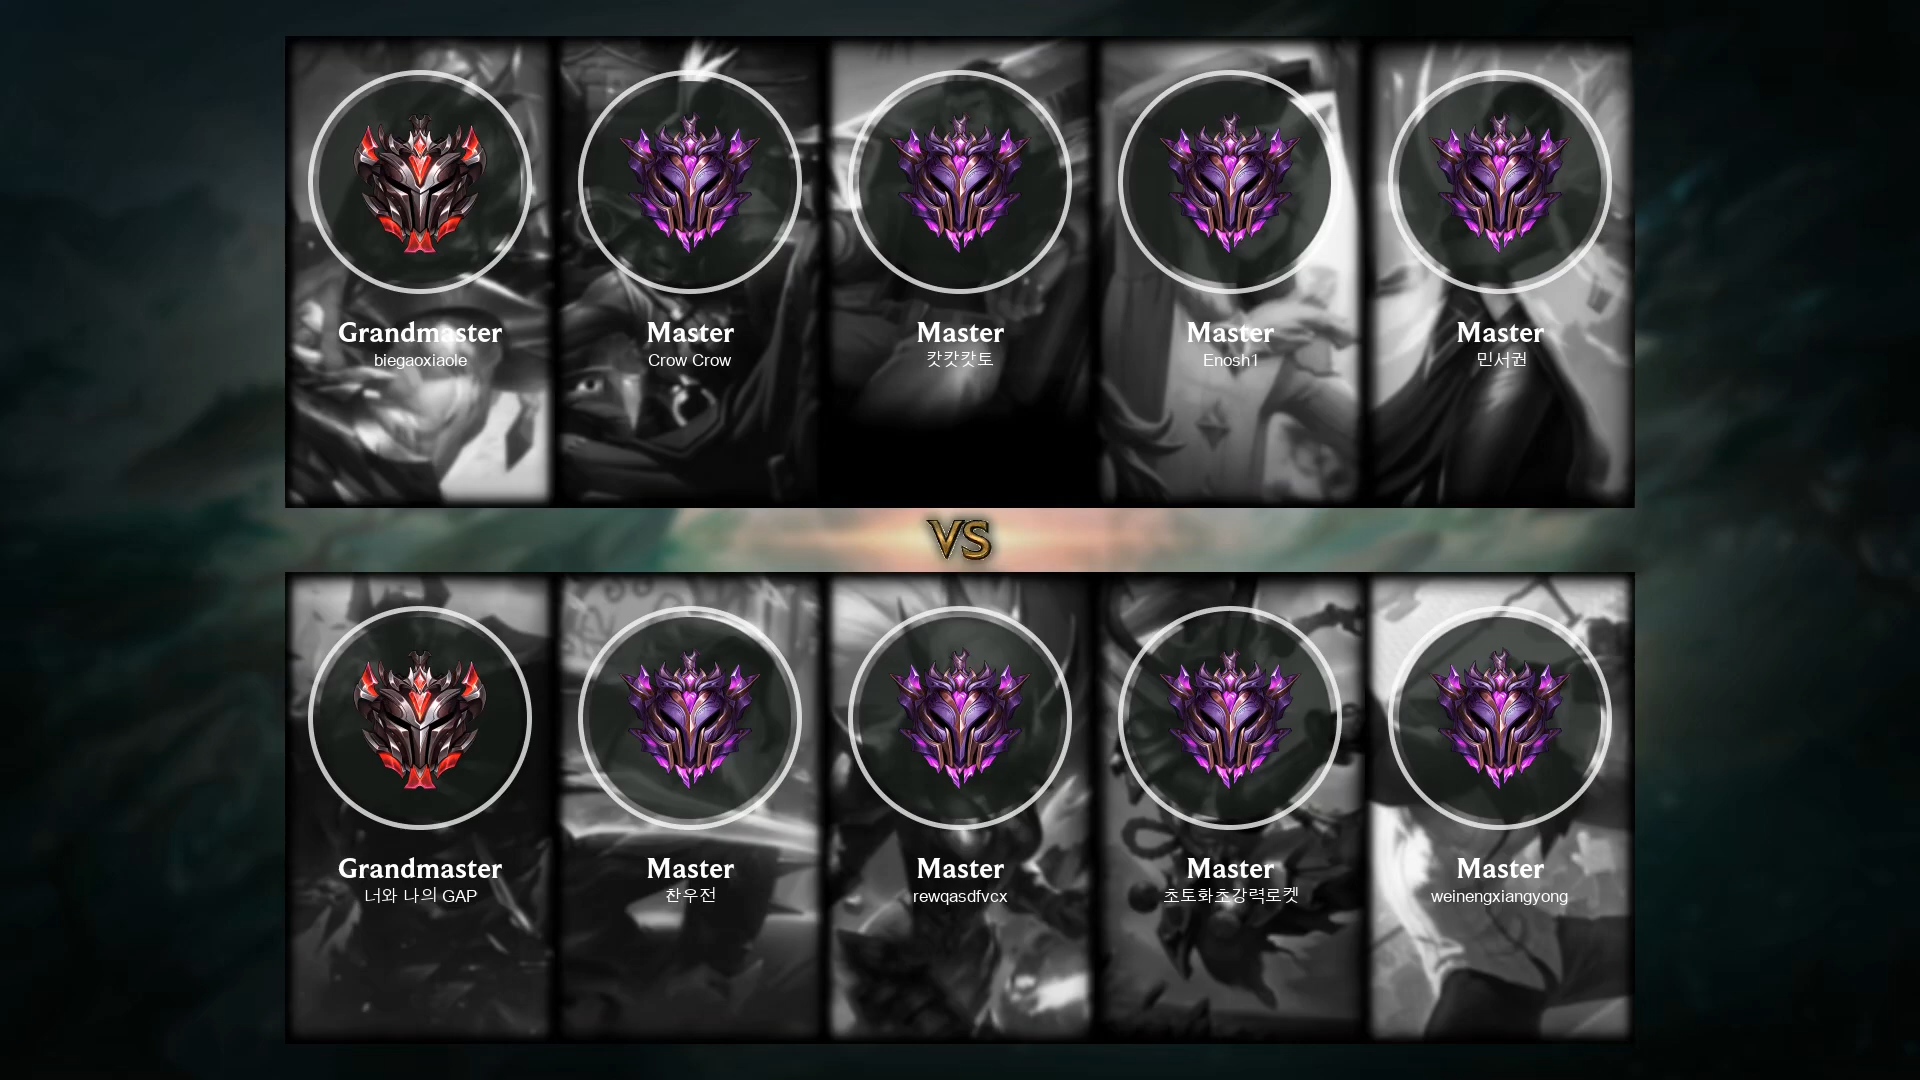 Grandmaster
biegaoxiaole
Master
Crow Crow
Master
캇캇캇토
Master
Enosh1
Master
민서퀸
VS
Grandmaster
너와 나의 GAP
Master
찬우전
Master
rewqasdfvcx
Master
초토화초강력로켓
Master
weinengxiangyong